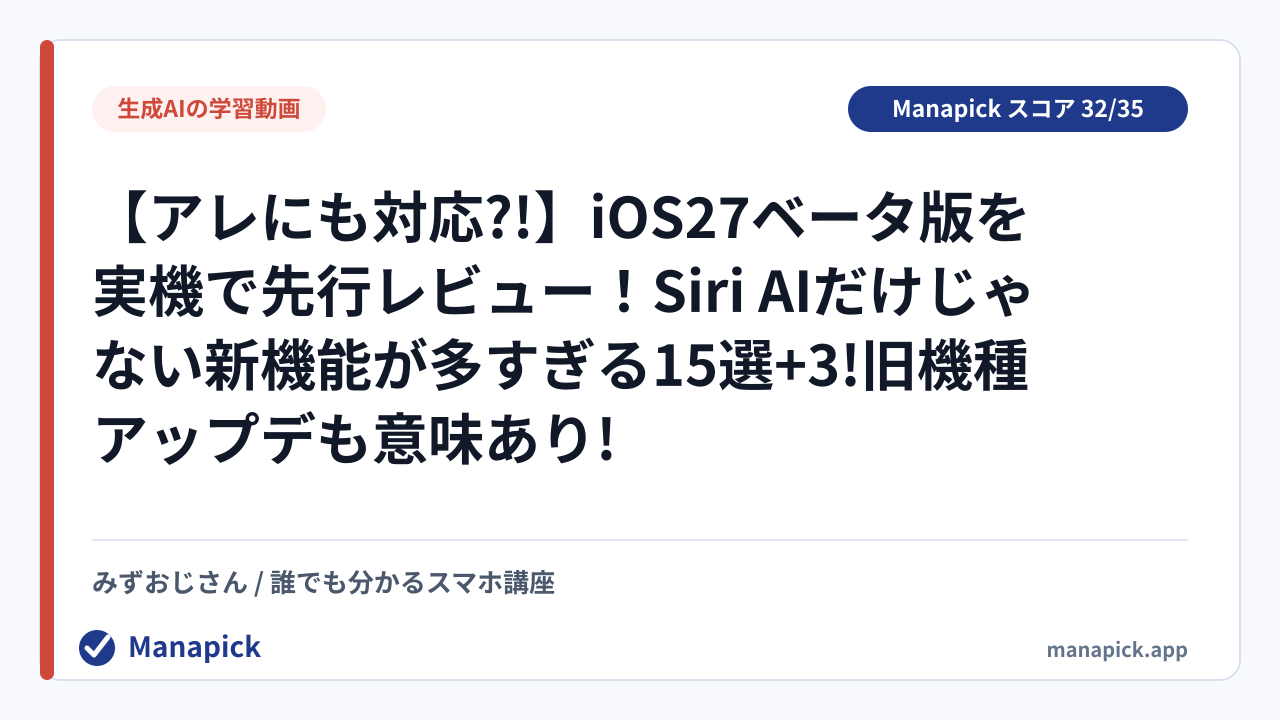 生成AIの学習動画
Manapick スコア 32/35
【アレにも対応?!】iOS27ベータ版を
実機で先行レビュー！Siri AIだけじゃ
ない新機能が多すぎる15選+3!旧機種
アップデも意味あり!
みずおじさん / 誰でも分かるスマホ講座
Manapick
manapick.app